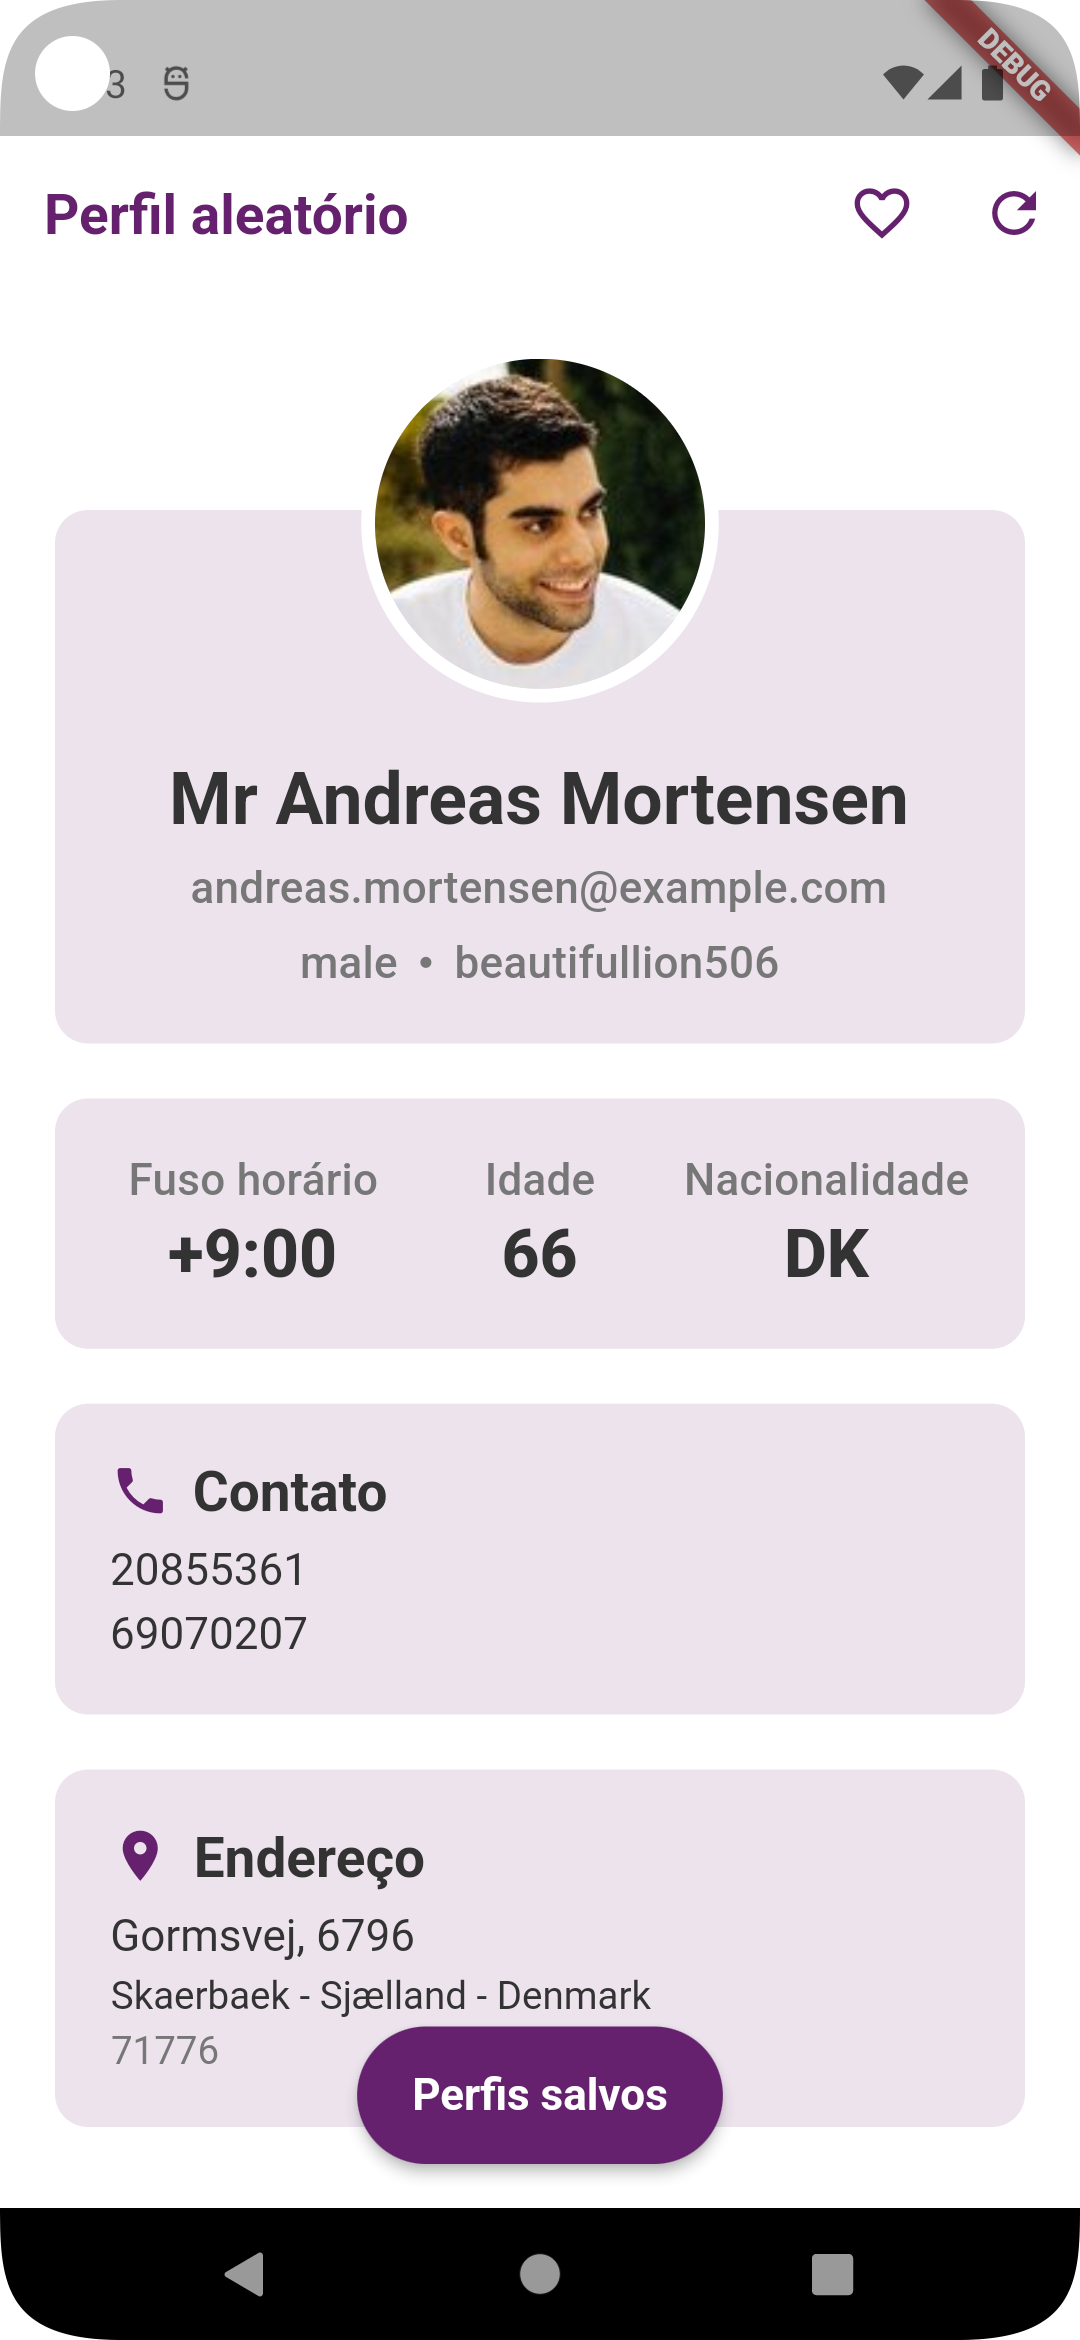 3
DEBUG
Perfil aleatório
Mr Andreas Mortensen
andreas.mortensen@example.com
male • beautifullion506
Fuso horário Idade Nacionalidade
+9:00 66 DK
Contato
20855361
69070207
Endereço
Gormsvej, 6796
Skaerbaek - Sjælland - Denmark
71776
Perfis salvos